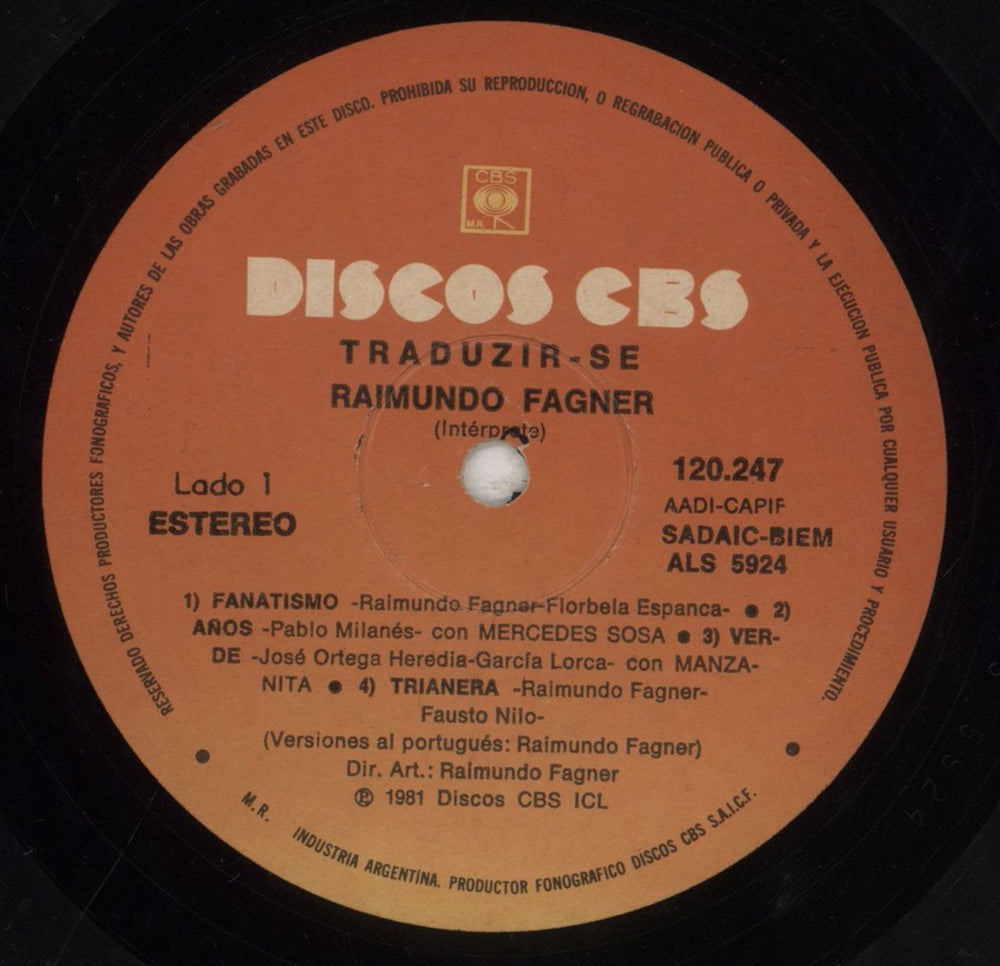 RESERVADO DERECHOS PRODUCTORES FONOGRAFICOS, Y AUTORES DE LAS OBRAS GRABADAS EN ESTE DISCO. PROHIBIDA SU REPRODUCCION, O REGRABACION PUBLICA O PRIVADA Y LA EJECUCION PUBLICA POR CUALQUIER USUARIO Y PROCEDIMIENTO.
CBS
M.R.
DISCOS CBS
TRADUZIR-SE
RAIMUNDO FAGNER
(Intérprete)
Lado 1
ESTEREO
120.247
AADI-CAPIF
SADAIC-BIEM
ALS 5924
1) FANATISMO -Raimundo Fagner-Florbela Espanca- ● 2)
AÑOS -Pablo Milanés- con MERCEDES SOSA ● 3) VER-
DE -José Ortega Heredia-García Lorca- con MANZA-
NITA ● 4) TRIANERA -Raimundo Fagner-
Fausto Nilo-
(Versiones al portugués: Raimundo Fagner)
Dir. Art.: Raimundo Fagner
℗ 1981 Discos CBS ICL
M.R. INDUSTRIA ARGENTINA. PRODUCTOR FONOGRAFICO DISCOS CBS S.A.I.C.F.
5924